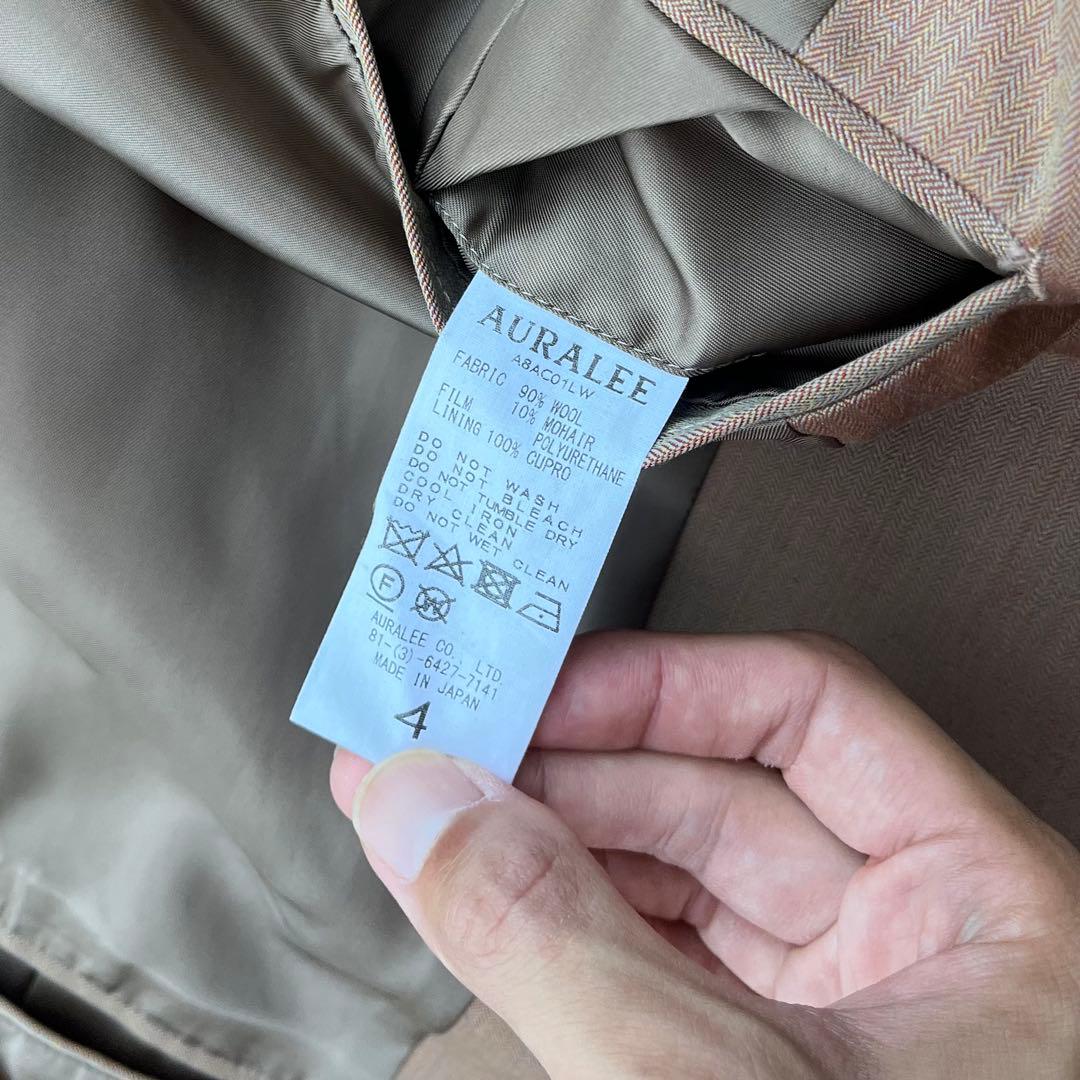 AURALEE
A8AC01LW
FABRIC 90% WOOL
10% MOHAIR
FILM POLYURETHANE
LINING 100% CUPRO
DO NOT WASH
DO NOT BLEACH
DO NOT TUMBLE DRY
COOL IRON
DRY CLEAN
DO NOT WET CLEAN
F
W
AURALEE CO., LTD.
81-(3)-6427-7141
MADE IN JAPAN
4